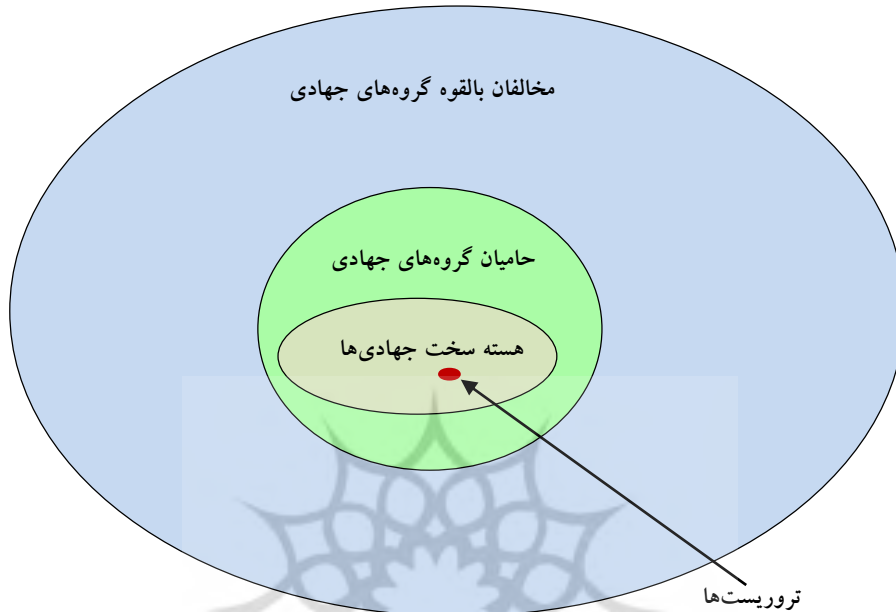 مخالفان بالقوه گروه‌های جهادی
حامیان گروه‌های جهادی
هسته سخت جهادی‌ها
تروریست‌ها